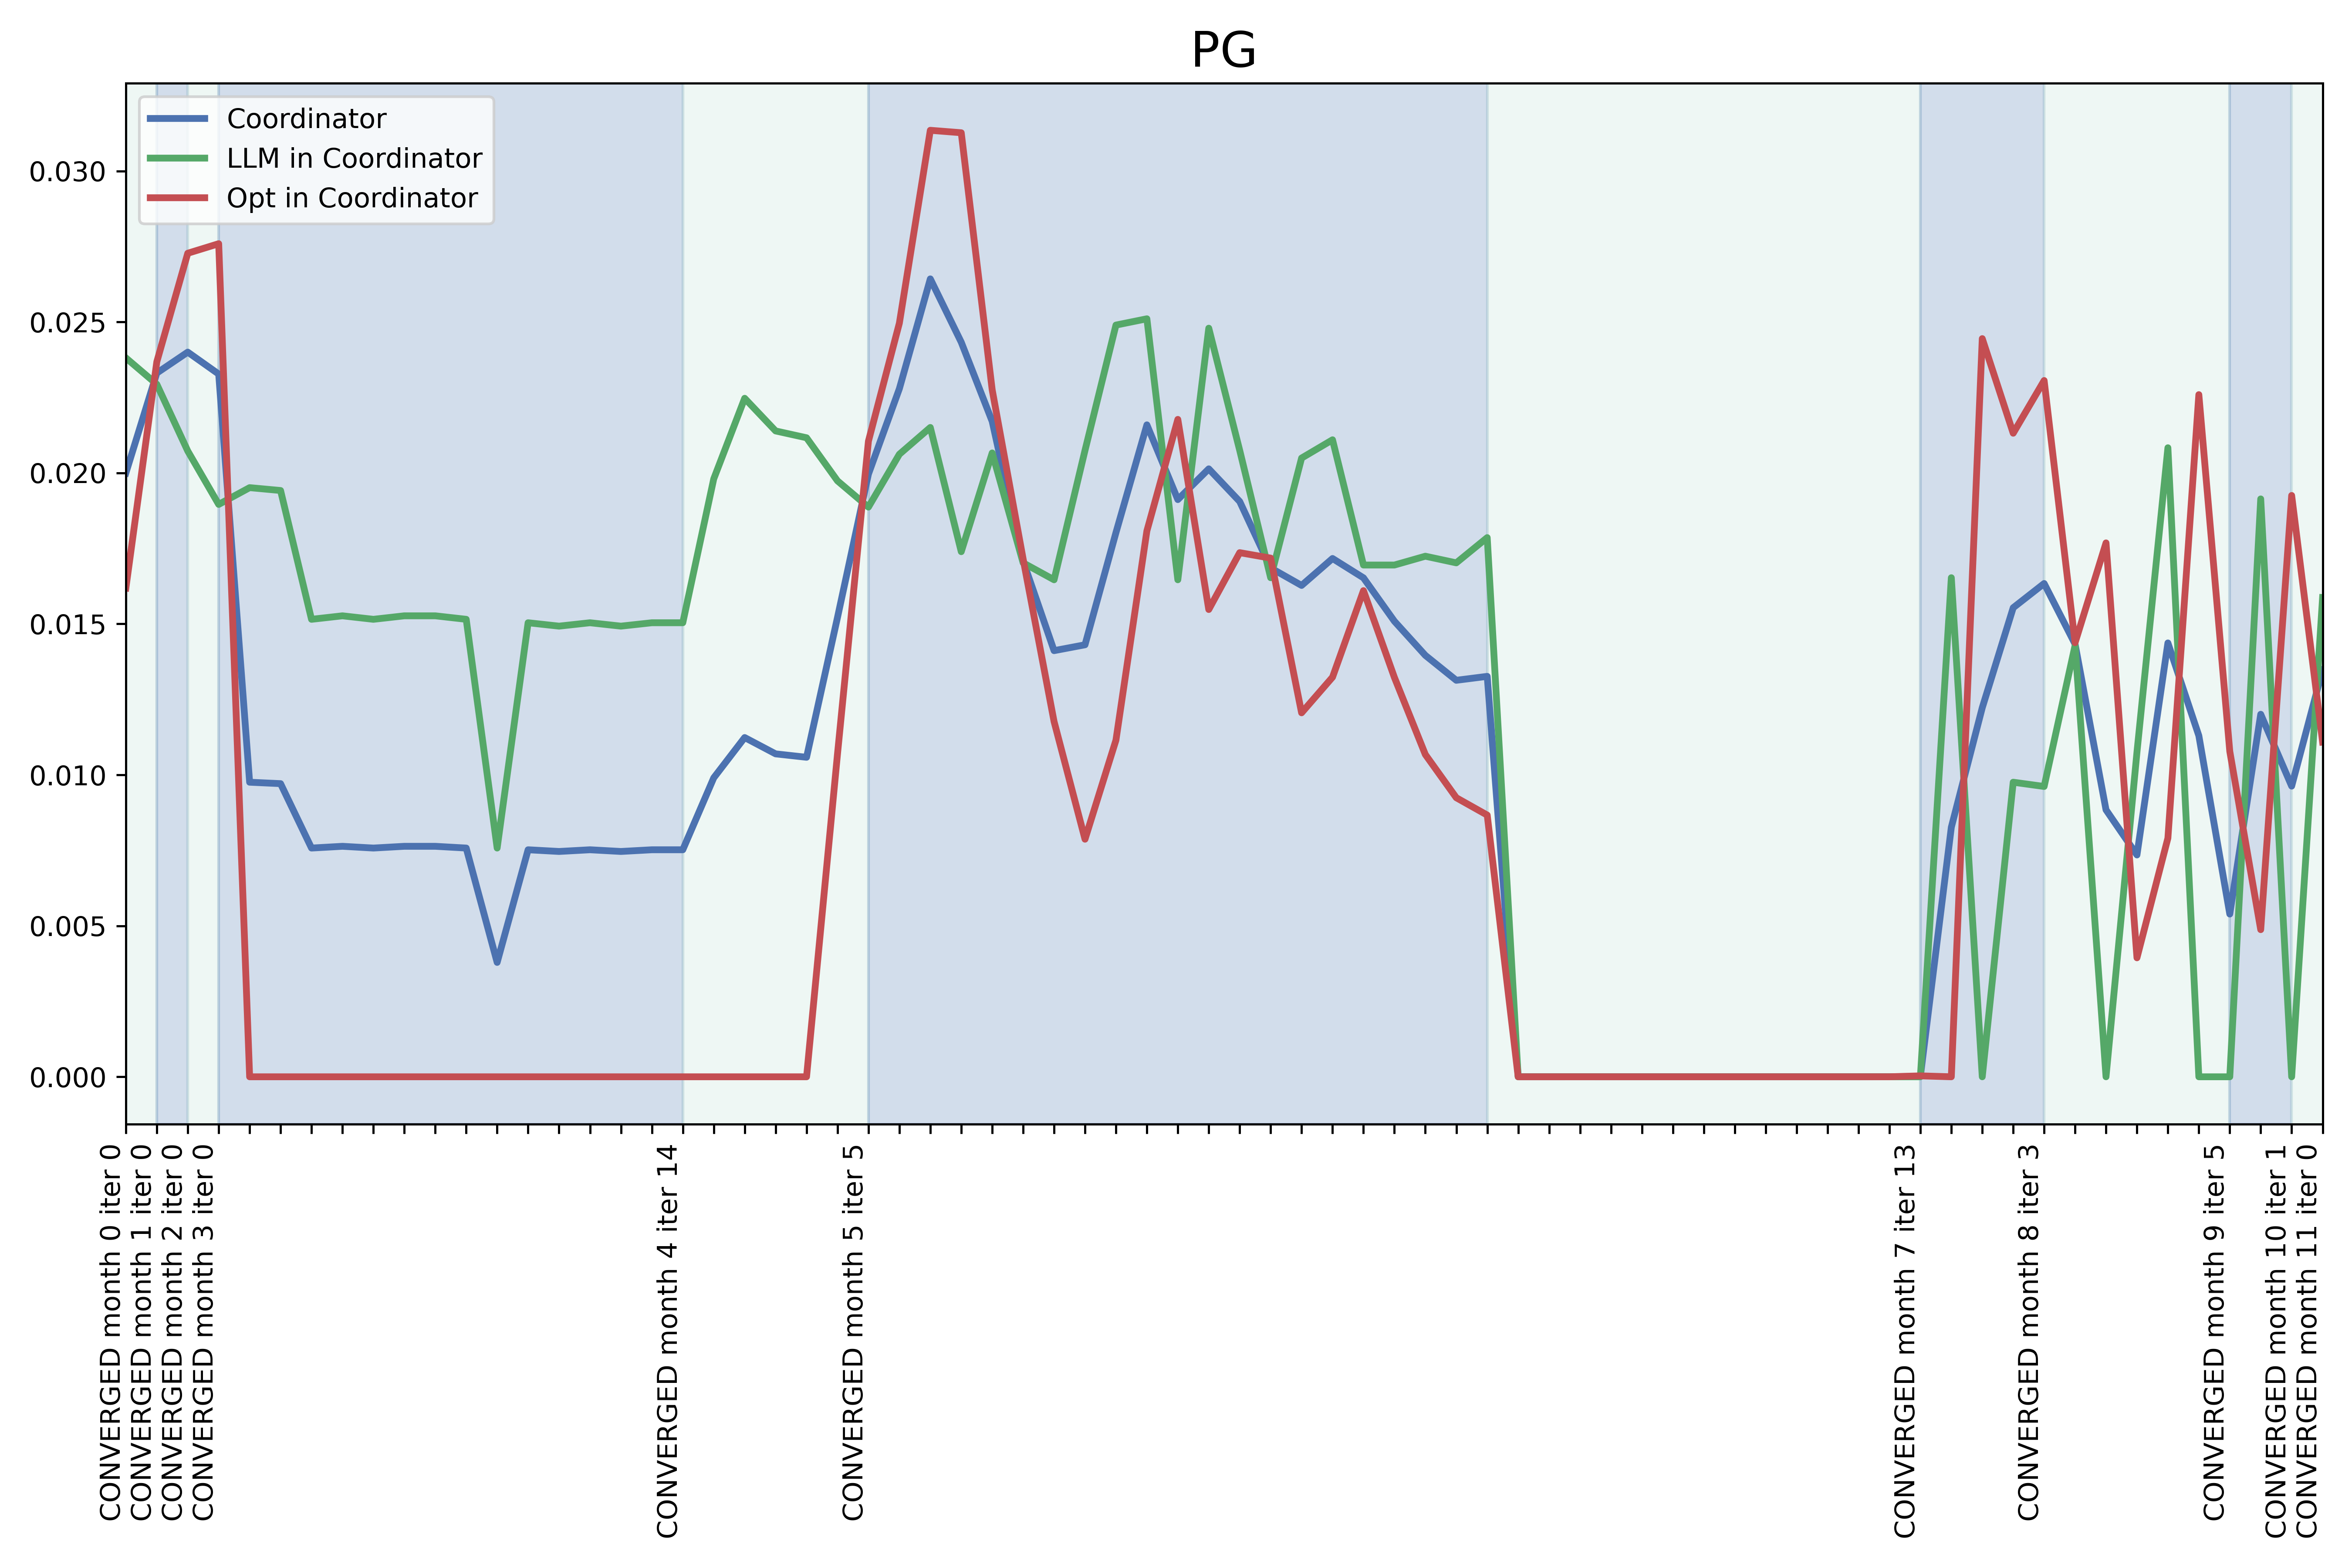 PG
Coordinator
LLM in Coordinator
Opt in Coordinator
0.030
0.025
0.020
0.015
0.010
0.005
0.000
CONVERGED month 0 iter 0
CONVERGED month 1 iter 0
CONVERGED month 2 iter 0
CONVERGED month 3 iter 0
CONVERGED month 4 iter 14
CONVERGED month 5 iter 5
CONVERGED month 7 iter 13
CONVERGED month 8 iter 3
CONVERGED month 9 iter 5
CONVERGED month 10 iter 1
CONVERGED month 11 iter 0